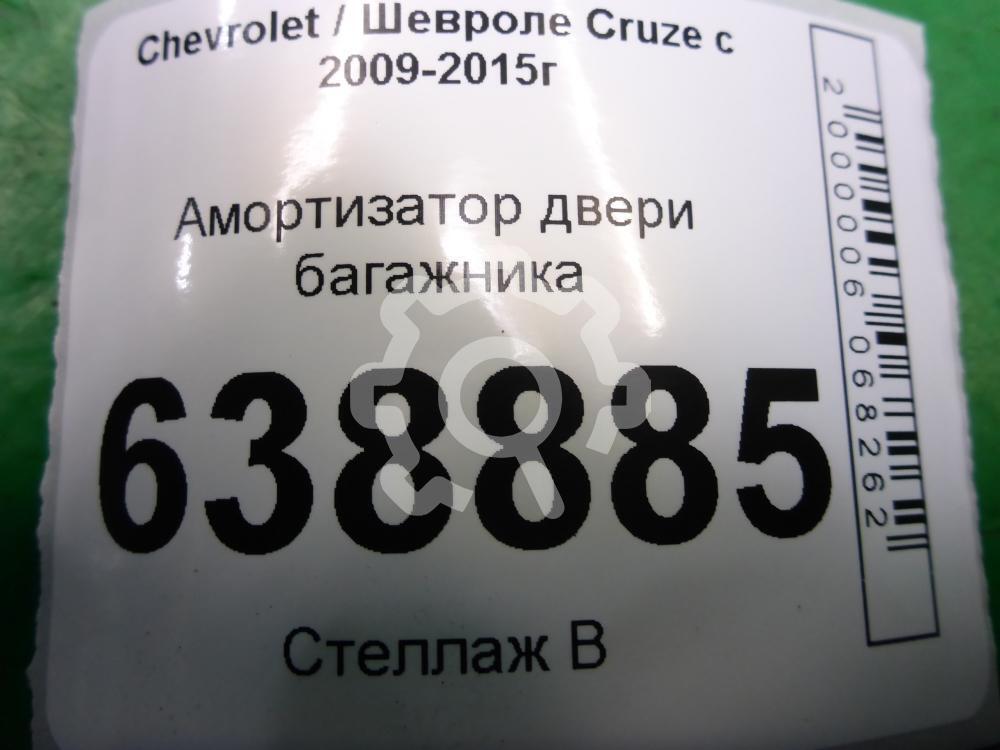 Chevrolet / Шевроле Cruze с
2009-2015г
Амортизатор двери
багажника
638885
Стеллаж В
2000006068262